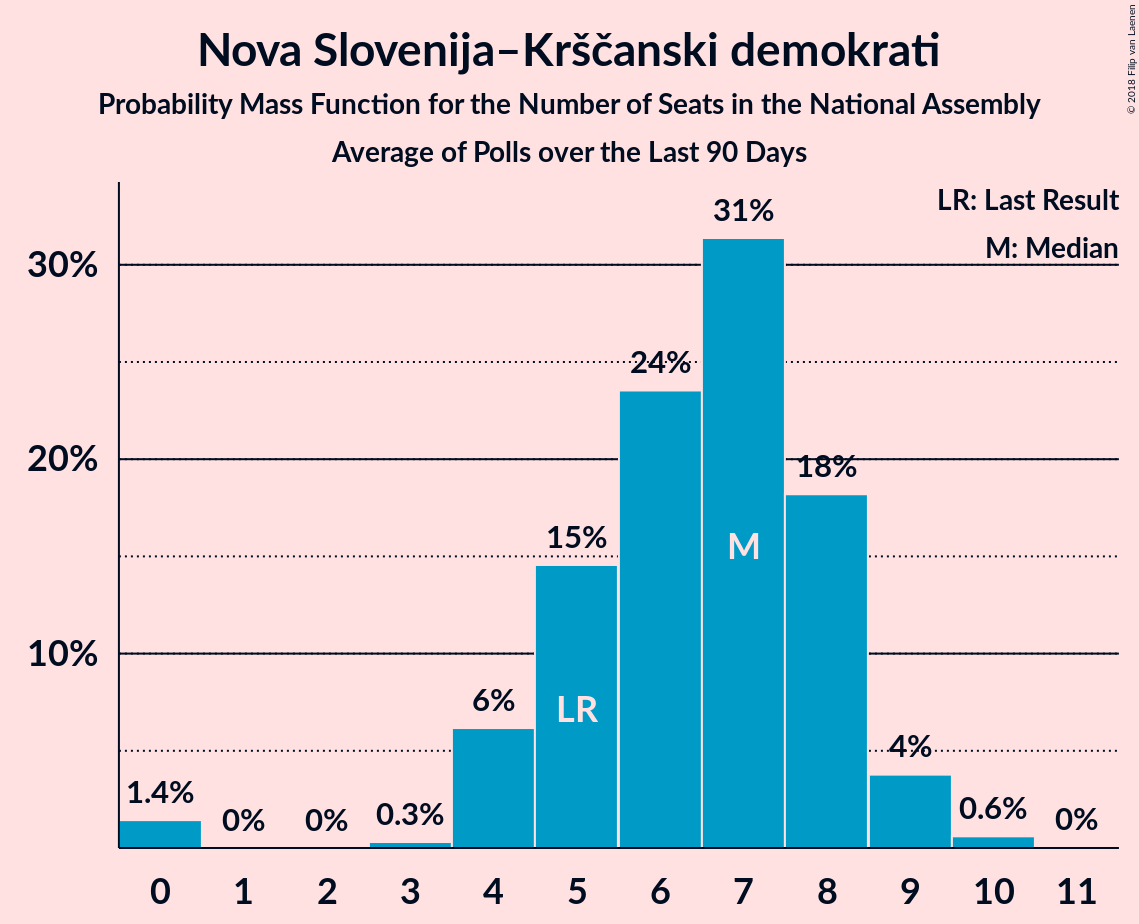 Nova Slovenija–Krščanski demokrati
Probability Mass Function for the Number of Seats in the National Assembly
Average of Polls over the Last 90 Days
© 2018 Filip van Laenen
LR: Last Result
M: Median
30%
20%
10%
1.4%
0%
0%
0.3%
6%
15%
24%
31%
18%
4%
0.6%
0%
LR
M
0 1 2 3 4 5 6 7 8 9 10 11